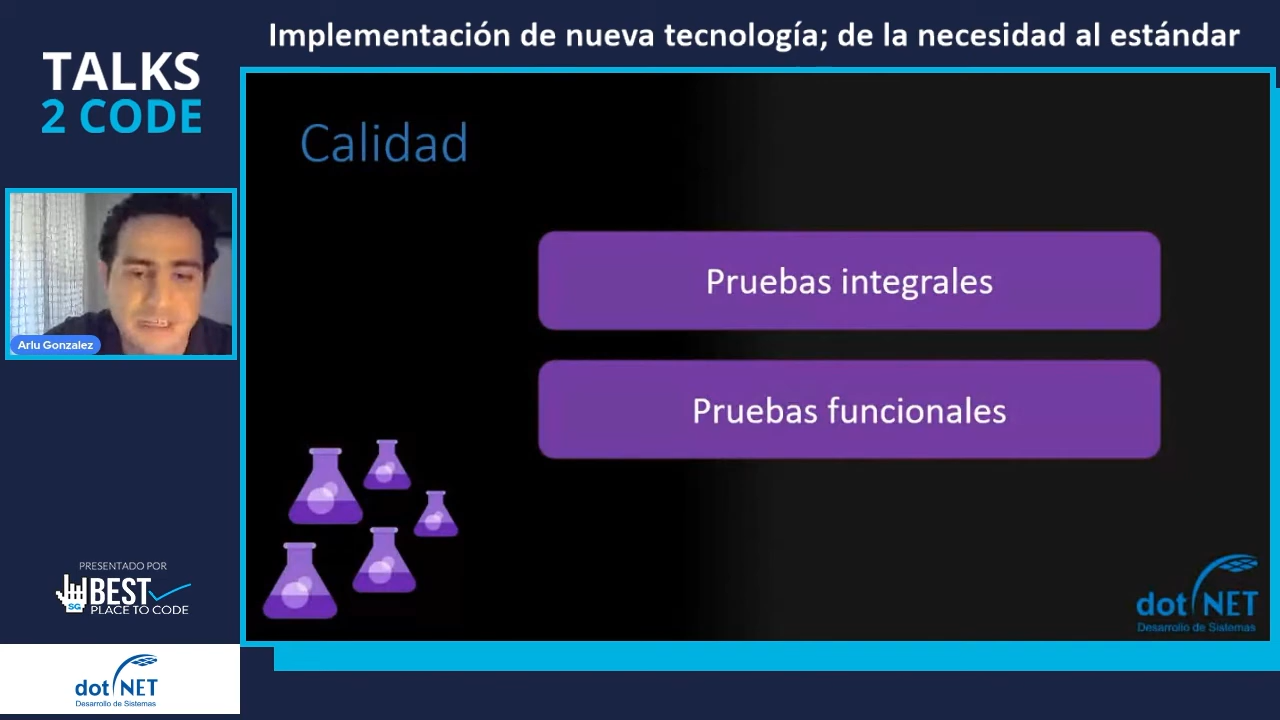 Implementación de nueva tecnología; de la necesidad al estándar
TALKS
2 CODE
Calidad
Pruebas integrales
Pruebas funcionales
Arlu Gonzalez
PRESENTADO POR
SG BEST
PLACE TO CODE
dot NET
Desarrollo de Sistemas
dot NET
Desarrollo de Sistemas